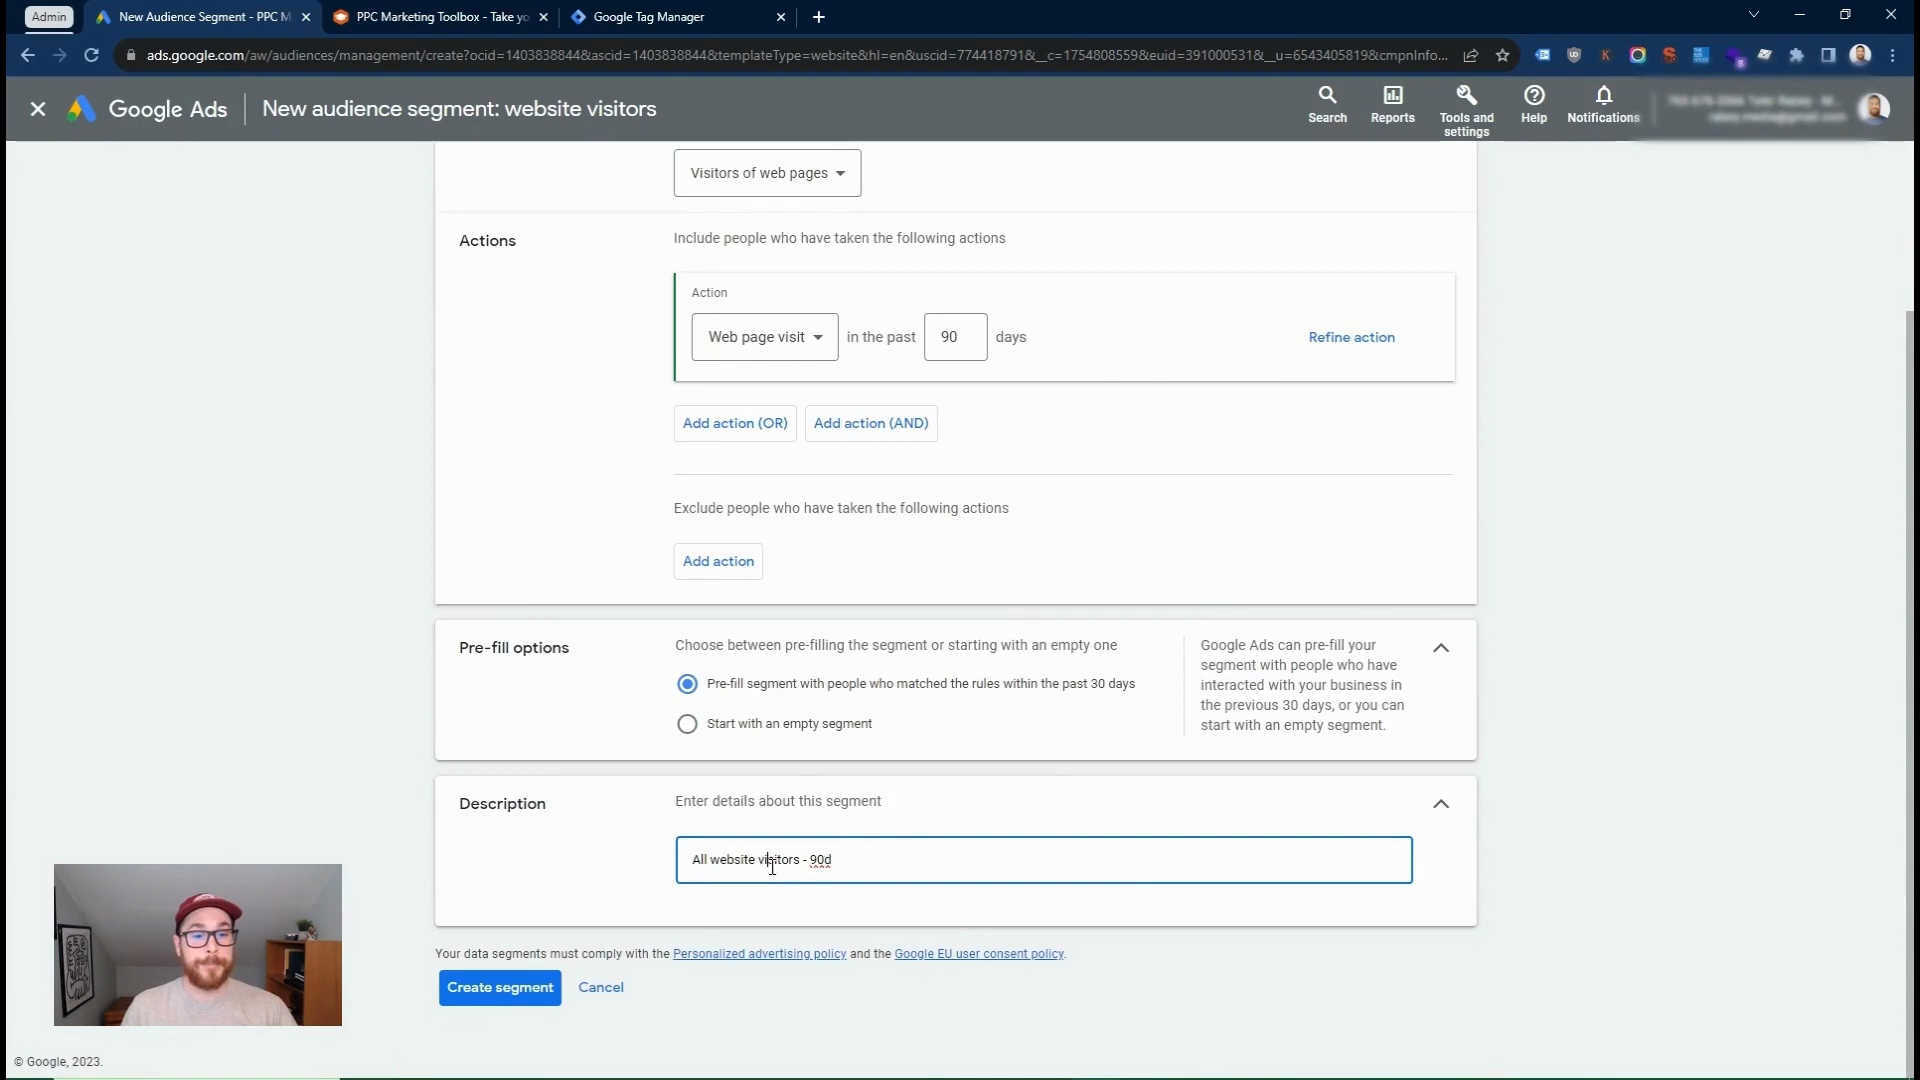 Admin
New Audience Segment - PPC M
PPC Marketing Toolbox - Take yo
Google Tag Manager
ads.google.com/aw/audiences/management/create?ocid=1403838844&ascid=1403838844&templateType=website&hl=en&uscid=774418791&__c=1754808559&euid=391000531&__u=6543405819&cmpnInfo...
Google Ads
New audience segment: website visitors
Search
Reports
Tools and settings
Help
Notifications
Visitors of web pages
Actions
Include people who have taken the following actions
Action
Web page visit
in the past
90
days
Refine action
Add action (OR)
Add action (AND)
Exclude people who have taken the following actions
Add action
Pre-fill options
Choose between pre-filling the segment or starting with an empty one
Pre-fill segment with people who matched the rules within the past 30 days
Start with an empty segment
Google Ads can pre-fill your
segment with people who have
interacted with your business in
the previous 30 days, or you can
start with an empty segment.
Description
Enter details about this segment
All website visitors - 90d
Your data segments must comply with the Personalized advertising policy and the Google EU user consent policy.
Create segment
Cancel
© Google, 2023.